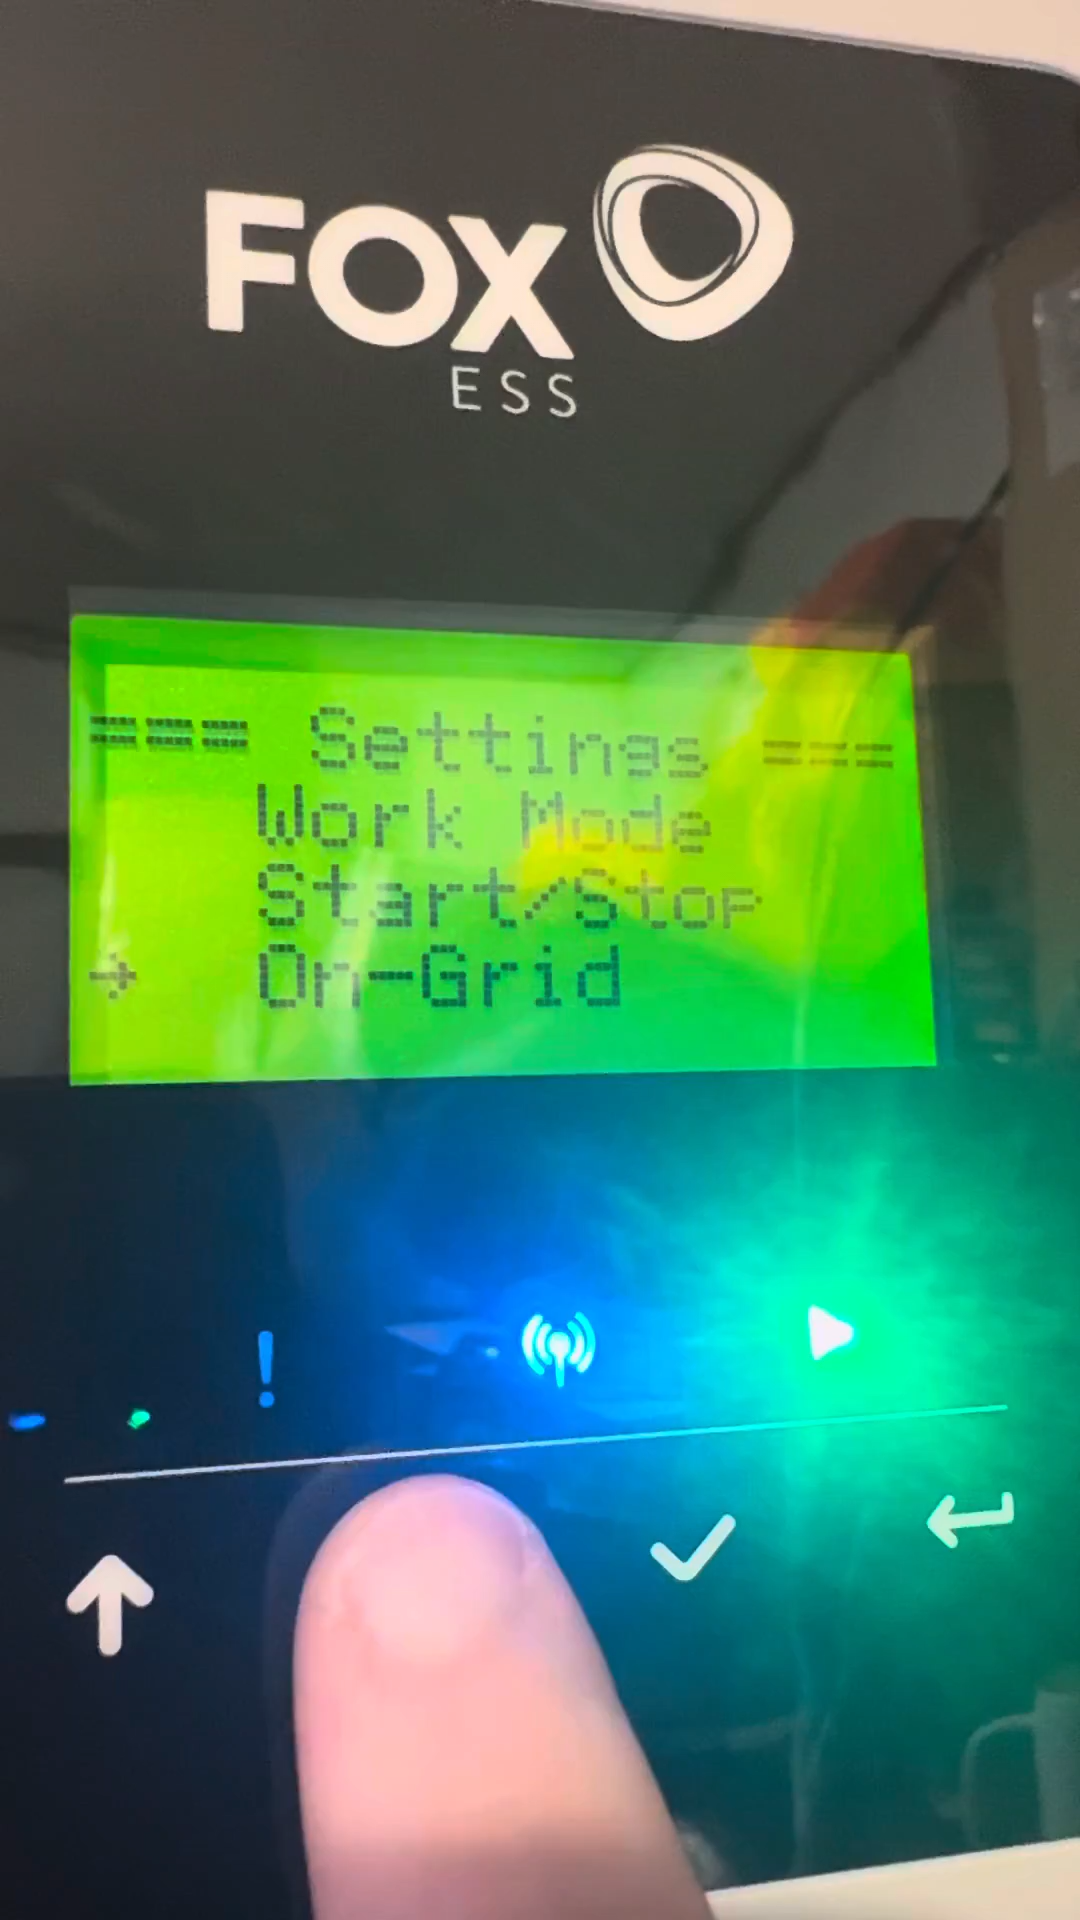 FOX
ESS
=== Settings ===
Work Mode
Start/Stop
→ On-Grid